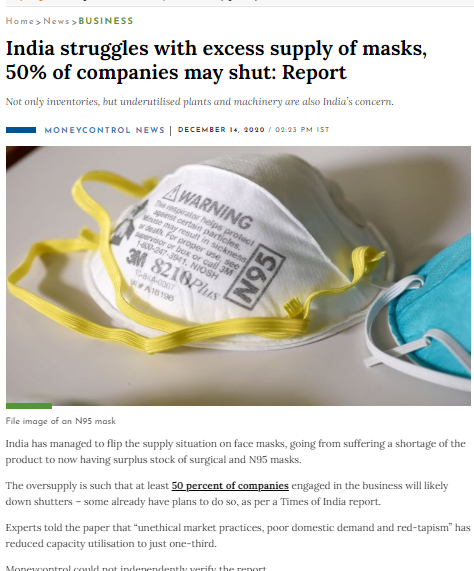 Home > News > BUSINESS
India struggles with excess supply of masks,
50% of companies may shut: Report
Not only inventories, but underutilised plants and machinery are also India's concern.
MONEYCONTROL NEWS | DECEMBER 14, 2020 / 02:23 PM IST
WARNING
This respirator helps protect
against certain particles.
Misuse may result in sickness
or death. For proper use, see
supervisor or box or call 3M
1-800-247-3941. NIOSH
3M 8210Plus
N95
File image of an N95 mask
India has managed to flip the supply situation on face masks, going from suffering a shortage of the
product to now having surplus stock of surgical and N95 masks.
The oversupply is such that at least 50 percent of companies engaged in the business will likely
down shutters – some already have plans to do so, as per a Times of India report.
Experts told the paper that “unethical market practices, poor domestic demand and red-tapism” has
reduced capacity utilisation to just one-third.
Moneycontrol could not independently verify the report.